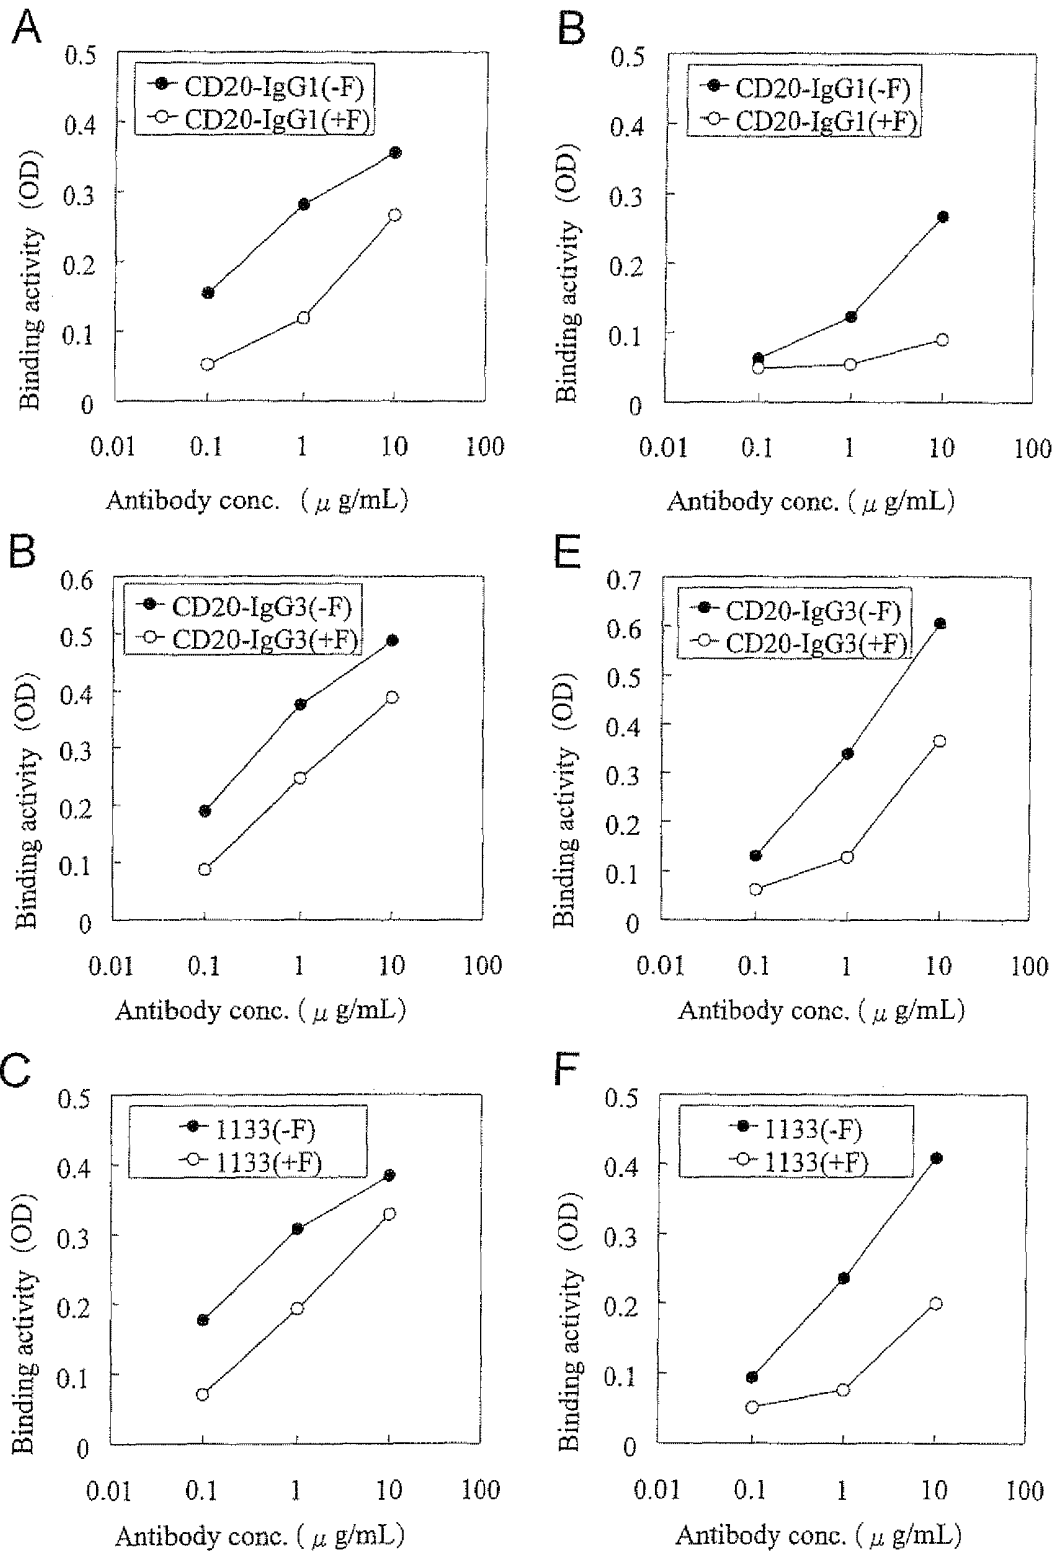 A
0.5
0.4
0.3
0.2
0.1
0
Binding activity (OD)
CD20-IgG1(-F)
CD20-IgG1(+F)
0.01 0.1 1 10 100
Antibody conc. ( μ g/mL)
B
0.5
0.4
0.3
0.2
0.1
0
Binding activity (OD)
CD20-IgG1(-F)
CD20-IgG1(+F)
0.01 0.1 1 10 100
Antibody conc. ( μ g/mL)
B
0.6
0.5
0.4
0.3
0.2
0.1
0
Binding activity (OD)
CD20-IgG3(-F)
CD20-IgG3(+F)
0.01 0.1 1 10 100
Antibody conc. ( μ g/mL)
E
0.7
0.6
0.5
0.4
0.3
0.2
0.1
0
Binding activity (OD)
CD20-IgG3(-F)
CD20-IgG3(+F)
0.01 0.1 1 10 100
Antibody conc. ( μ g/mL)
C
0.5
0.4
0.3
0.2
0.1
0
Binding activity (OD)
1133(-F)
1133(+F)
0.01 0.1 1 10 100
Antibody conc. ( μ g/mL)
F
0.5
0.4
0.3
0.2
0.1
0
Binding activity (OD)
1133(-F)
1133(+F)
0.01 0.1 1 10 100
Antibody conc. ( μ g/mL)